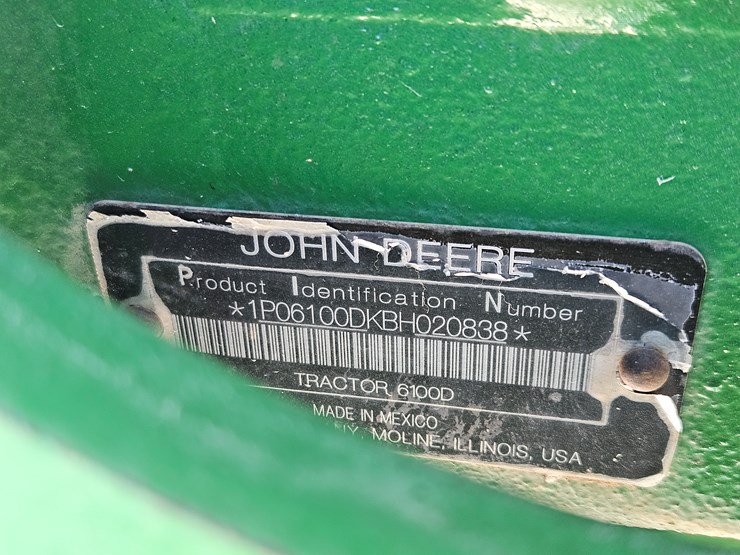 JOHN DEERE
Product Identification Number
*1P06100DKBH020838*
TRACTOR 6100D
MADE IN MEXICO
MOLINE, ILLINOIS, USA